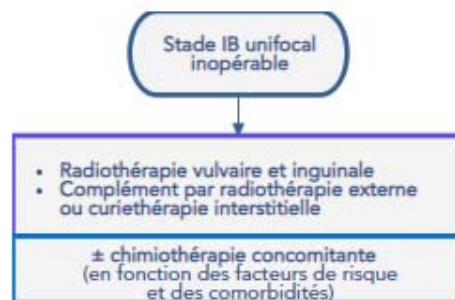 Stade IB unifocal
inopérable
• Radiothérapie vulvaire et inguinale
• Complément par radiothérapie externe
ou curiethérapie interstitielle
± chimiothérapie concomitante
(en fonction des facteurs de risque
et des comorbidités)